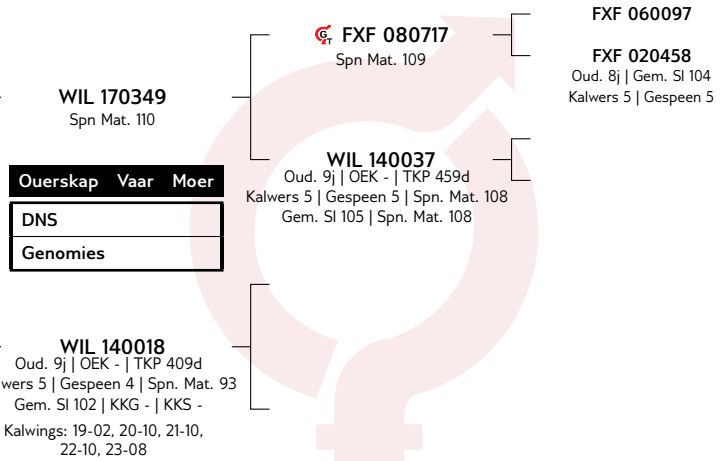 FXF 060097
FXF 080717
Spn Mat. 109
FXF 020458
Oud. 8j | Gem. SI 104
Kalwers 5 | Gespeen 5
WIL 170349
Spn Mat. 110
WIL 140037
Oud. 9j | OEK - | TKP 459d
Kalwers 5 | Gespeen 5 | Spn. Mat. 108
Gem. SI 105 | Spn. Mat. 108
Ouerskap Vaar Moer
DNS
Genomies
WIL 140018
Oud. 9j | OEK - | TKP 409d
wers 5 | Gespeen 4 | Spn. Mat. 93
Gem. SI 102 | KKG - | KKS -
Kalwings: 19-02, 20-10, 21-10,
22-10, 23-08